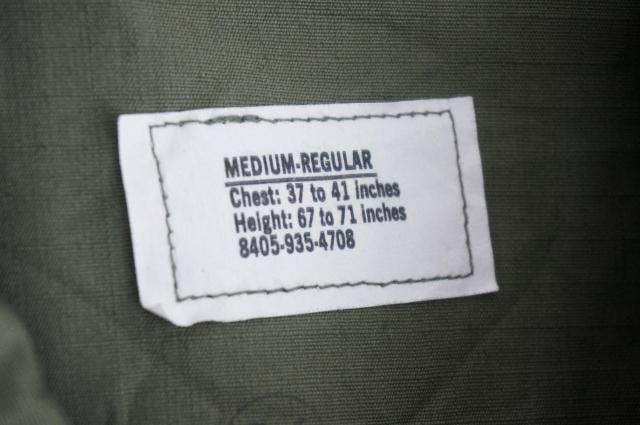 MEDIUM-REGULAR
Chest: 37 to 41 inches
Height: 67 to 71 inches
8405-935-4708